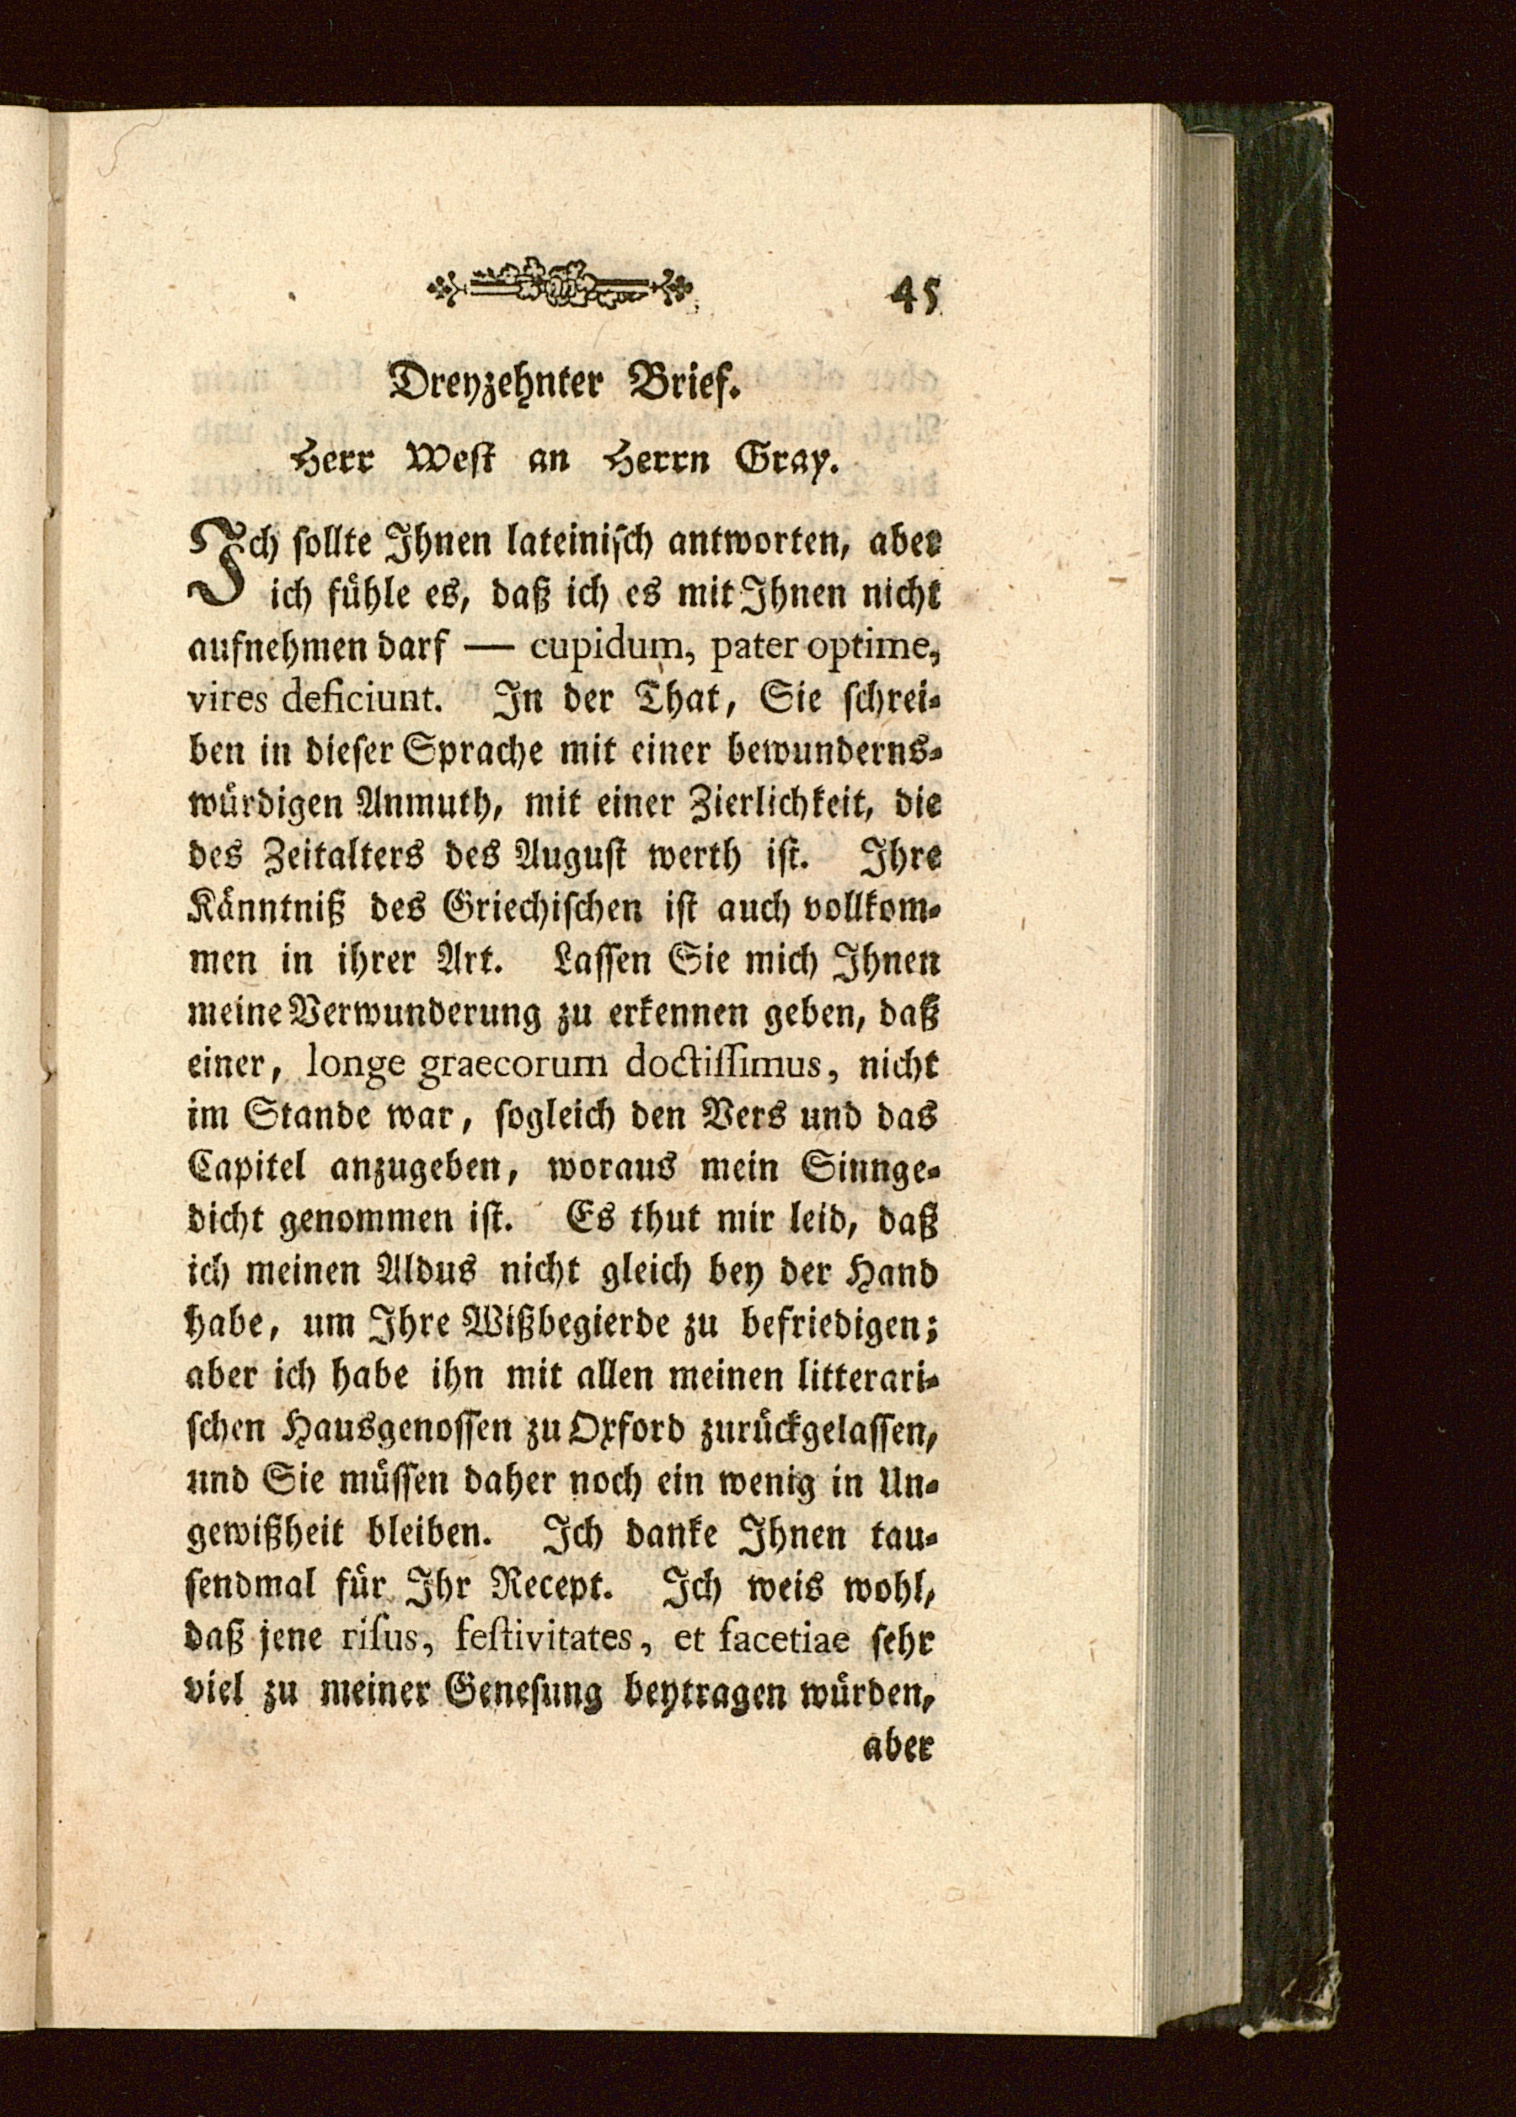 45
Dreyzehnter Brief.
Herr West an Herrn Gray.
Ich sollte Ihnen lateinisch antworten, aber
ich fühle es, daß ich es mit Ihnen nicht
aufnehmen darf — cupidum, pater optime,
vires deficiunt. In der That, Sie schrei-
ben in dieser Sprache mit einer bewunderns-
würdigen Anmuth, mit einer Zierlichkeit, die
des Zeitalters des August werth ist. Ihre
Känntniß des Griechischen ist auch vollkom-
men in ihrer Art. Lassen Sie mich Ihnen
meine Verwunderung zu erkennen geben, daß
einer, longe graecorum doctissimus, nicht
im Stande war, sogleich den Vers und das
Capitel anzugeben, woraus mein Sinnge-
dicht genommen ist. Es thut mir leid, daß
ich meinen Aldus nicht gleich bey der Hand
habe, um Ihre Wißbegierde zu befriedigen;
aber ich habe ihn mit allen meinen litterari-
schen Hausgenossen zu Oxford zurückgelassen,
und Sie müssen daher noch ein wenig in Un-
gewißheit bleiben. Ich danke Ihnen tau-
sendmal für Ihr Recept. Ich weis wohl,
daß jene risus, festivitates, et facetiae sehr
viel zu meiner Genesung beytragen würden,
aber